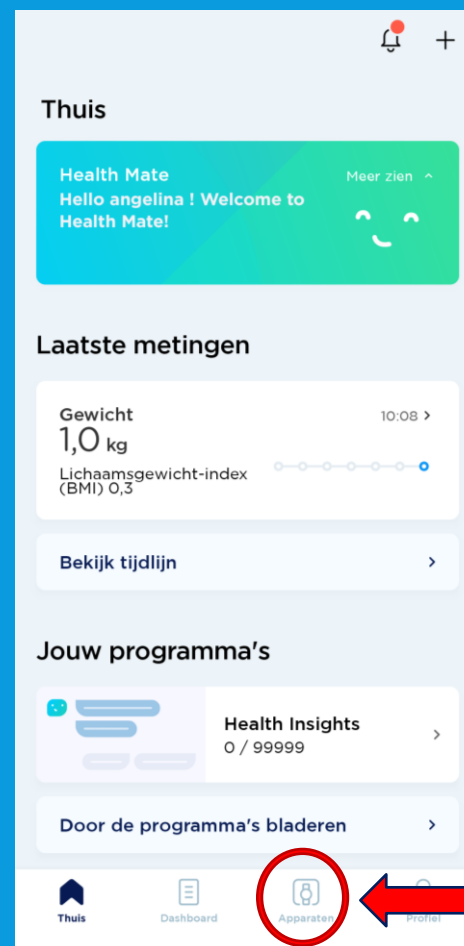 Thuis
Health Mate
Meer zien
Hello angelina ! Welcome to
Health Mate!
Laatste metingen
Gewicht
10:08
1,0 kg
Lichaamsgewicht-index
(BMI) 0,3
Bekijk tijdlijn
Jouw programma's
Health Insights
0 / 99999
Door de programma's bladeren
Thuis
Dashboard
Apparaten
Profiel